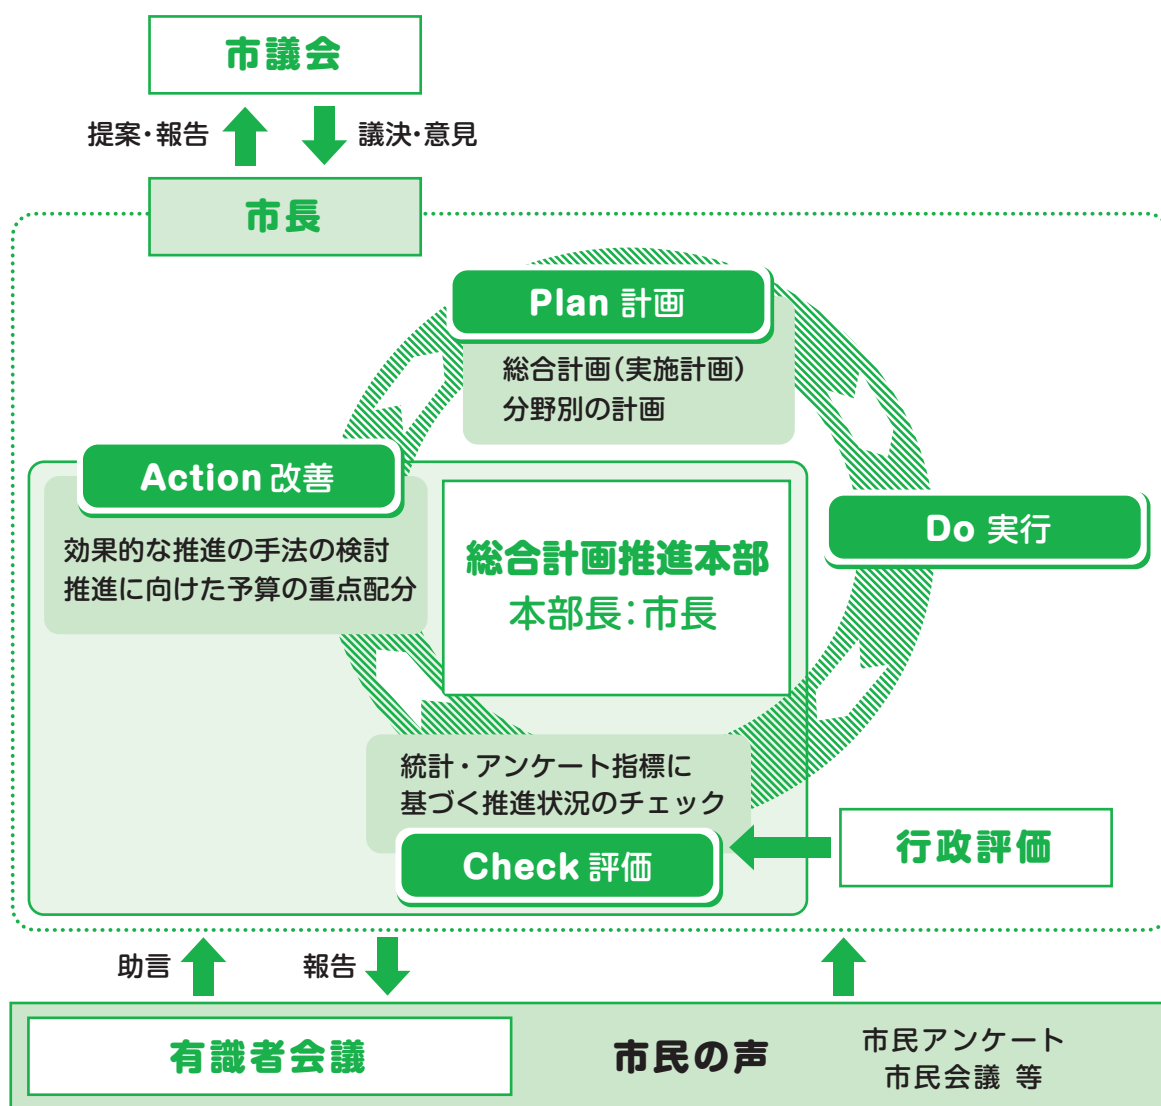 市議会
提案・報告
議決・意見
市長
Plan 計画
総合計画(実施計画)
分野別の計画
Action 改善
効果的な推進の手法の検討
推進に向けた予算の重点配分
総合計画推進本部
本部長:市長
Do 実行
統計・アンケート指標に
基づく推進状況のチェック
Check 評価
行政評価
助言
報告
有識者会議
市民の声
市民アンケート
市民会議 等